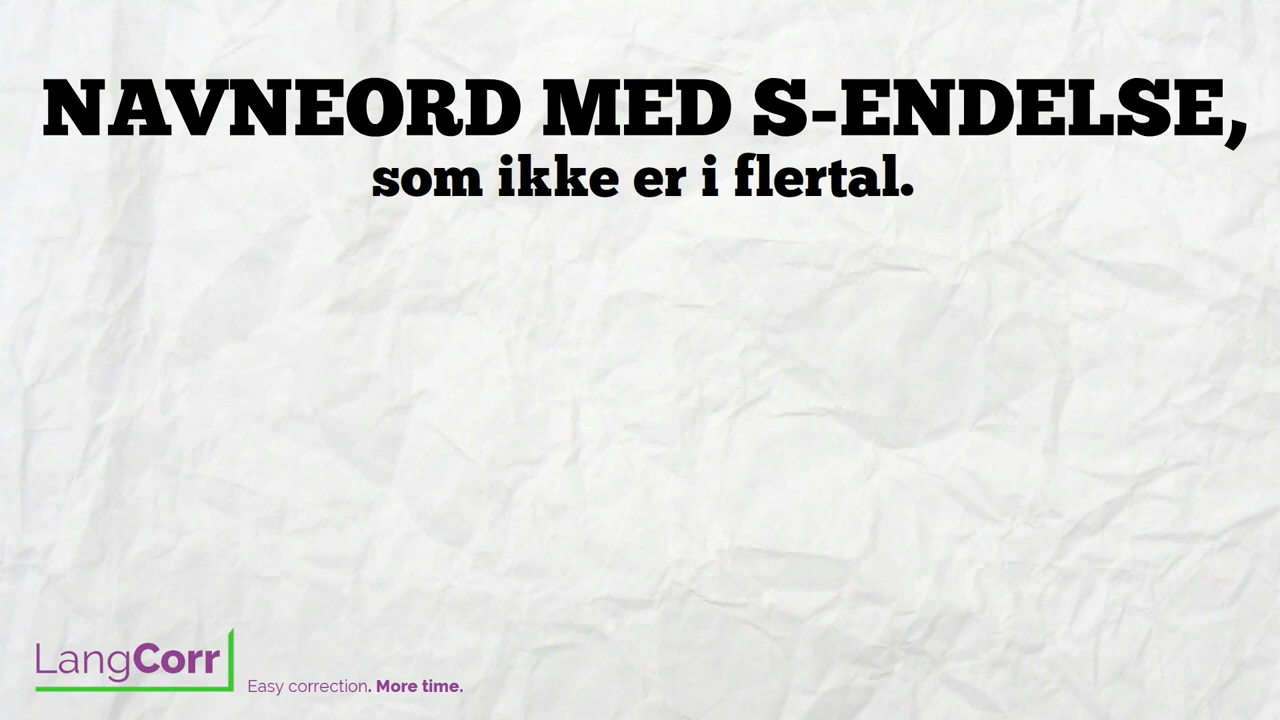 NAVNEORD MED S-ENDELSE,
som ikke er i flertal.
LangCorr
Easy correction. More time.